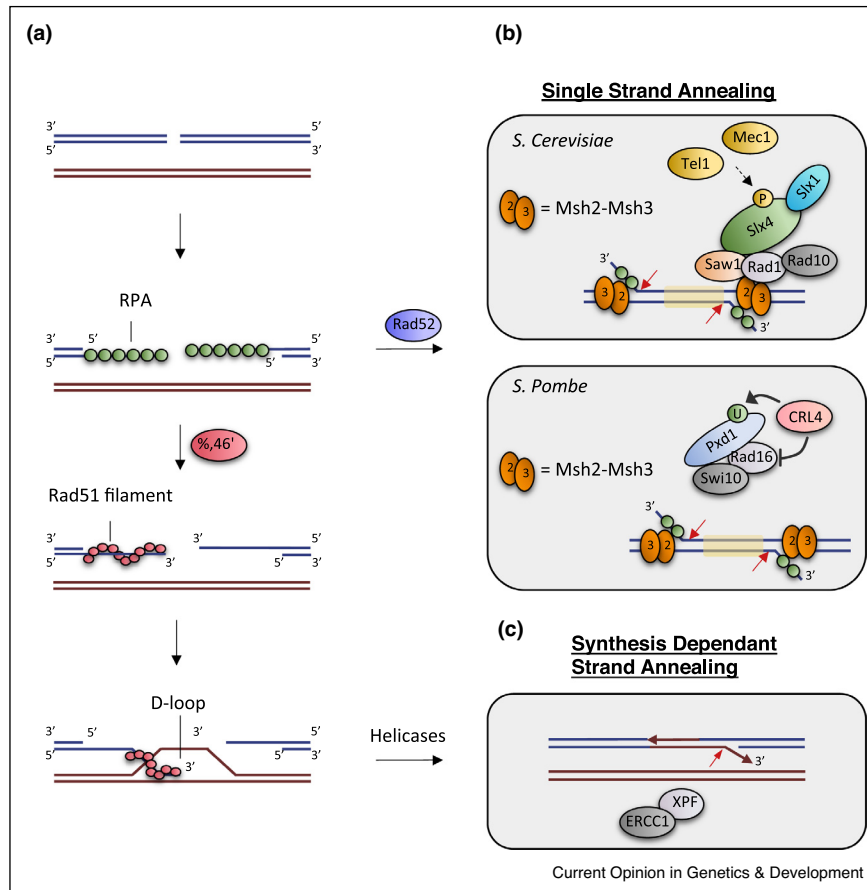 (a)
3’ 5’
5’ 3’
RPA
3’ 5’ 5’
5’ 5’ 3’
%,46'
Rad51 filament
3’ 3’ 5’
5’ 3’ 5’ 3’
D-loop
3’ 5’ 3’ 5’
5’ 3’ 5’ 3’
Rad52
Helicases
(b)
Single Strand Annealing
S. Cerevisiae
Mec1
Tel1
P
Slx1
Slx4
2 3 = Msh2-Msh3
Saw1 Rad1 Rad10
3’
3 2 2 3
3’
S. Pombe
U
CRL4
Pxd1
Rad16
2 3 = Msh2-Msh3
Swi10
3’
3 2 2 3
3’
(c)
Synthesis Dependant
Strand Annealing
3’
XPF
ERCC1
Current Opinion in Genetics & Development